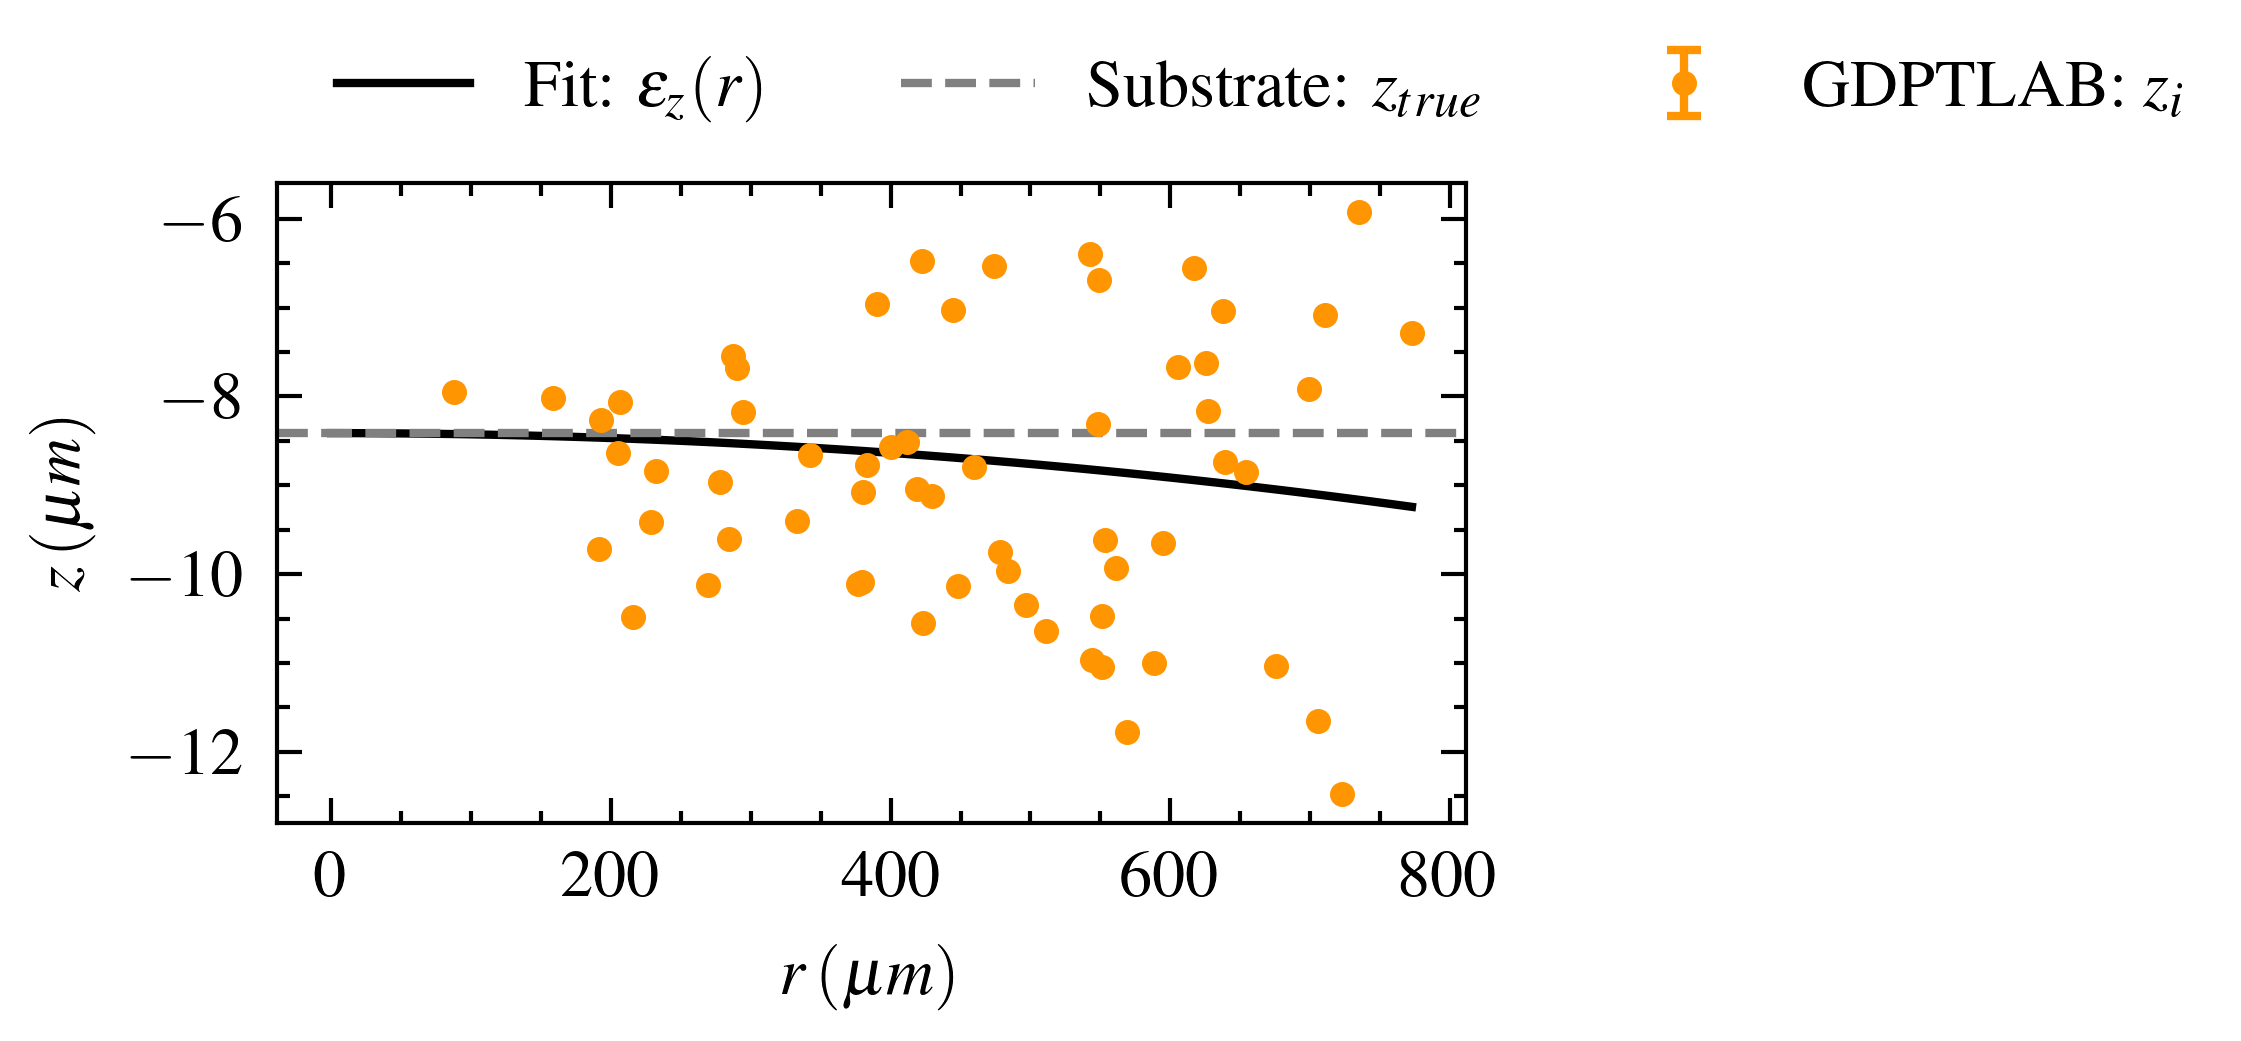 Fit: εz(r) Substrate: ztrue GDPTLAB: zi
−6
−8
−10
−12
z (μm)
0 200 400 600 800
r (μm)